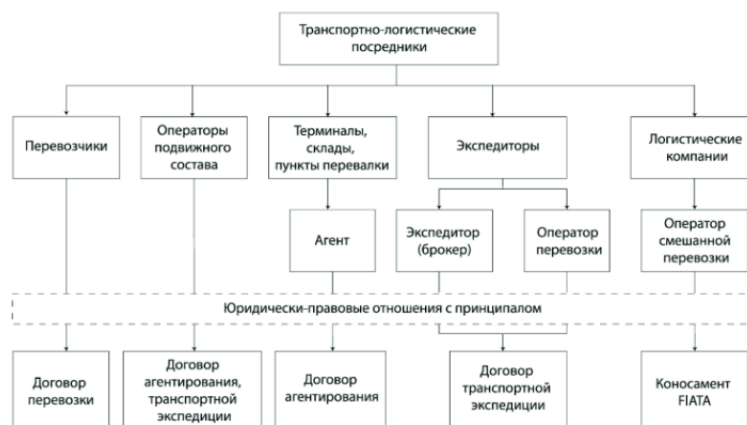 Транспортно-логистические
посредники
Перевозчики
Операторы
подвижного
состава
Терминалы,
склады,
пункты перевалки
Экспедиторы
Логистические
компании
Агент
Экспедитор
(брокер)
Оператор
перевозки
Оператор
смешанной
перевозки
Юридически-правовые отношения с принципалом
Договор
перевозки
Договор
агентирования,
транспортной
экспедиции
Договор
агентирования
Договор
транспортной
экспедиции
Коносамент
FIATA